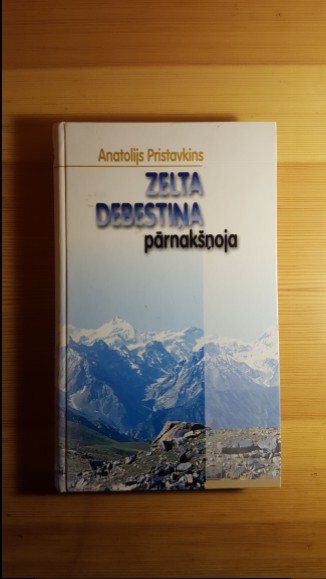 Anatolijs Pristavkins
ZELTA
DEBESTIŅA
pārnakšņoja